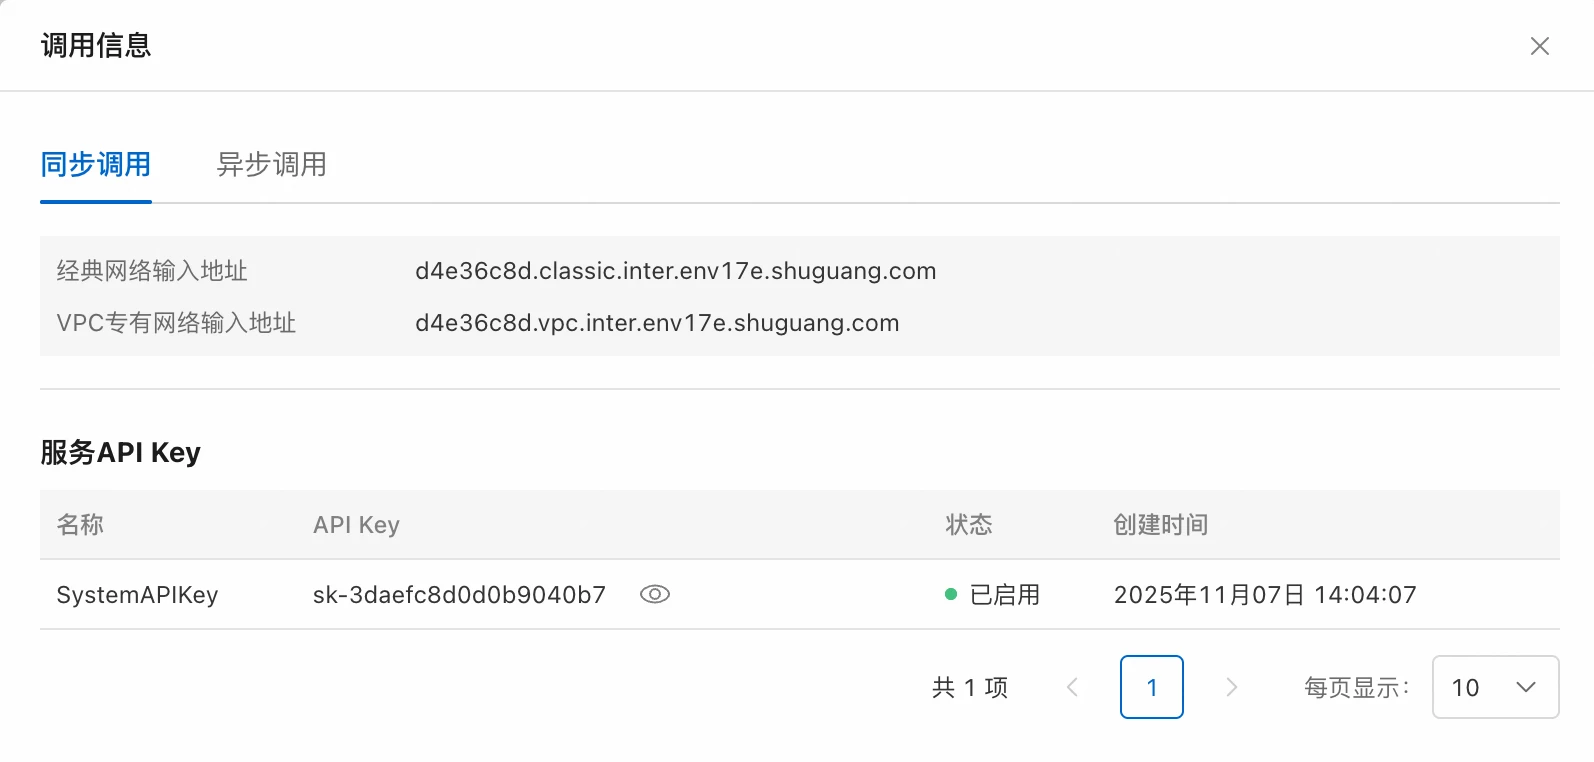 调用信息
同步调用 异步调用
经典网络输入地址 d4e36c8d.classic.inter.env17e.shuguang.com
VPC专有网络输入地址 d4e36c8d.vpc.inter.env17e.shuguang.com
服务API Key
名称 API Key 状态 创建时间
SystemAPIKey sk-3daefc8d0d0b9040b7 已启用 2025年11月07日 14:04:07
共 1 项 1 每页显示: 10